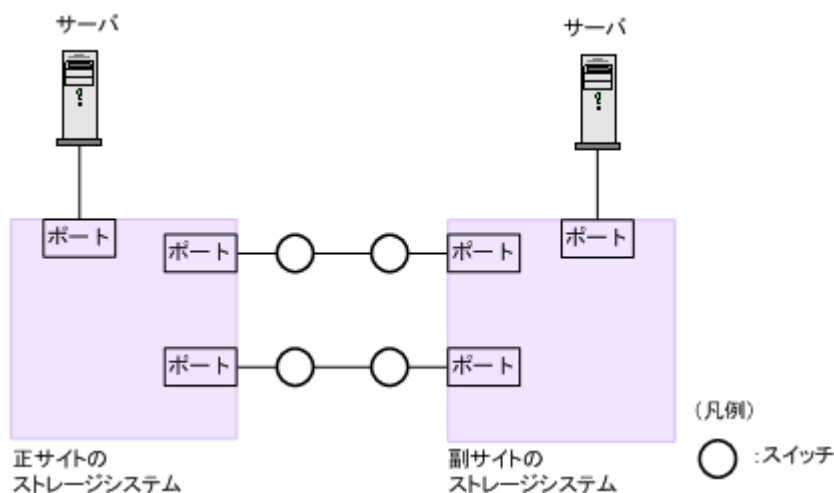 サーバ
サーバ
ポート
ポート
ポート
ポート
ポート
ポート
(凡例)
:スイッチ
正サイトの
ストレージシステム
副サイトの
ストレージシステム